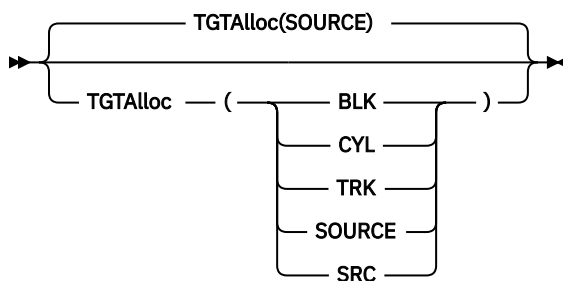 TGTAlloc(SOURCE)
TGTAlloc ( BLK )
CYL
TRK
SOURCE
SRC